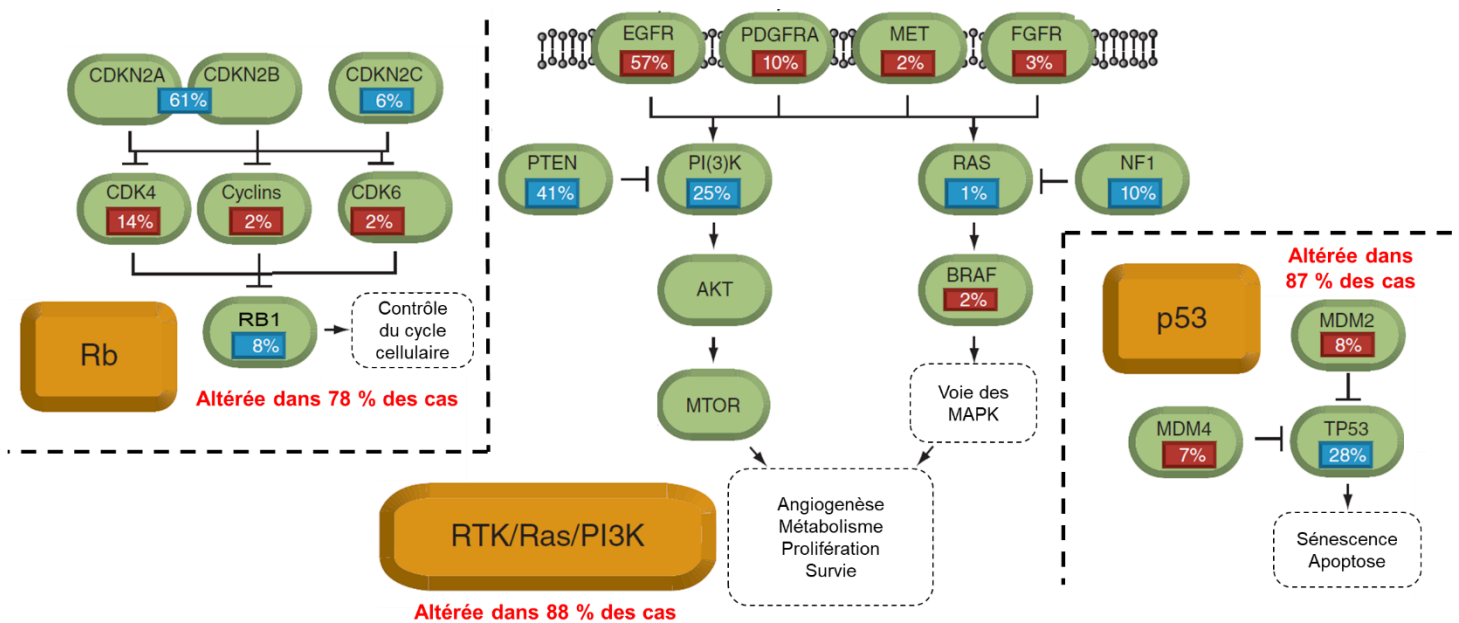 CDKN2A
CDKN2B
61%
CDKN2C
6%
CDK4
14%
Cyclins
2%
CDK6
2%
RB1
8%
Contrôle
du cycle
cellulaire
Rb
Altérée dans 78 % des cas
EGFR
57%
PDGFRA
10%
MET
2%
FGFR
3%
PTEN
41%
PI(3)K
25%
RAS
1%
NF1
10%
AKT
BRAF
2%
MTOR
Voie des
MAPK
Angiogenèse
Métabolisme
Prolifération
Survie
RTK/Ras/PI3K
Altérée dans 88 % des cas
p53
Altérée dans
87 % des cas
MDM2
8%
MDM4
7%
TP53
28%
Sénescence
Apoptose